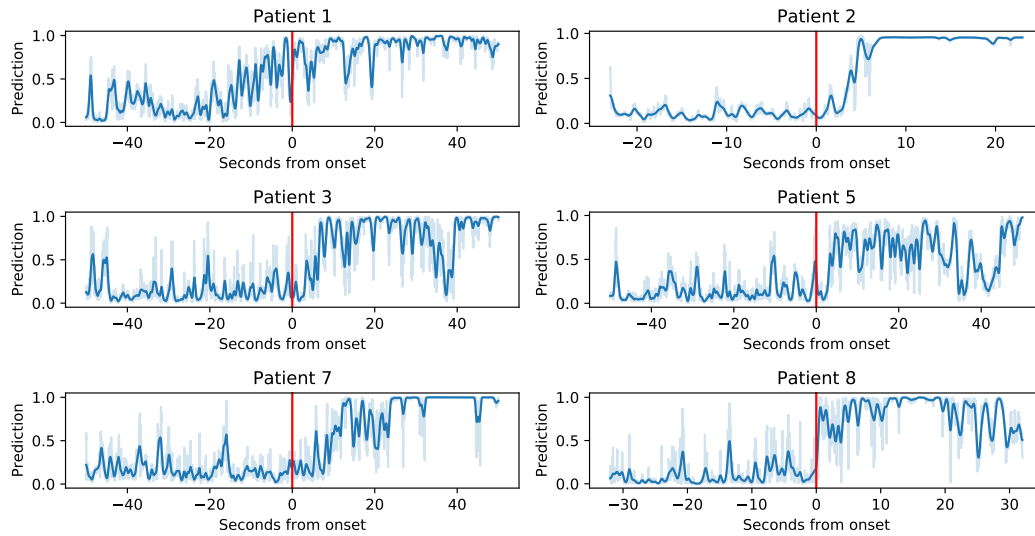 Patient 1
Prediction
1.0
0.5
0.0
−40 −20 0 20 40
Seconds from onset
Patient 2
Prediction
1.0
0.5
0.0
−20 −10 0 10 20
Seconds from onset
Patient 3
Prediction
1.0
0.5
0.0
−40 −20 0 20 40
Seconds from onset
Patient 5
Prediction
1.0
0.5
0.0
−40 −20 0 20 40
Seconds from onset
Patient 7
Prediction
1.0
0.5
0.0
−40 −20 0 20 40
Seconds from onset
Patient 8
Prediction
1.0
0.5
0.0
−30 −20 −10 0 10 20 30
Seconds from onset